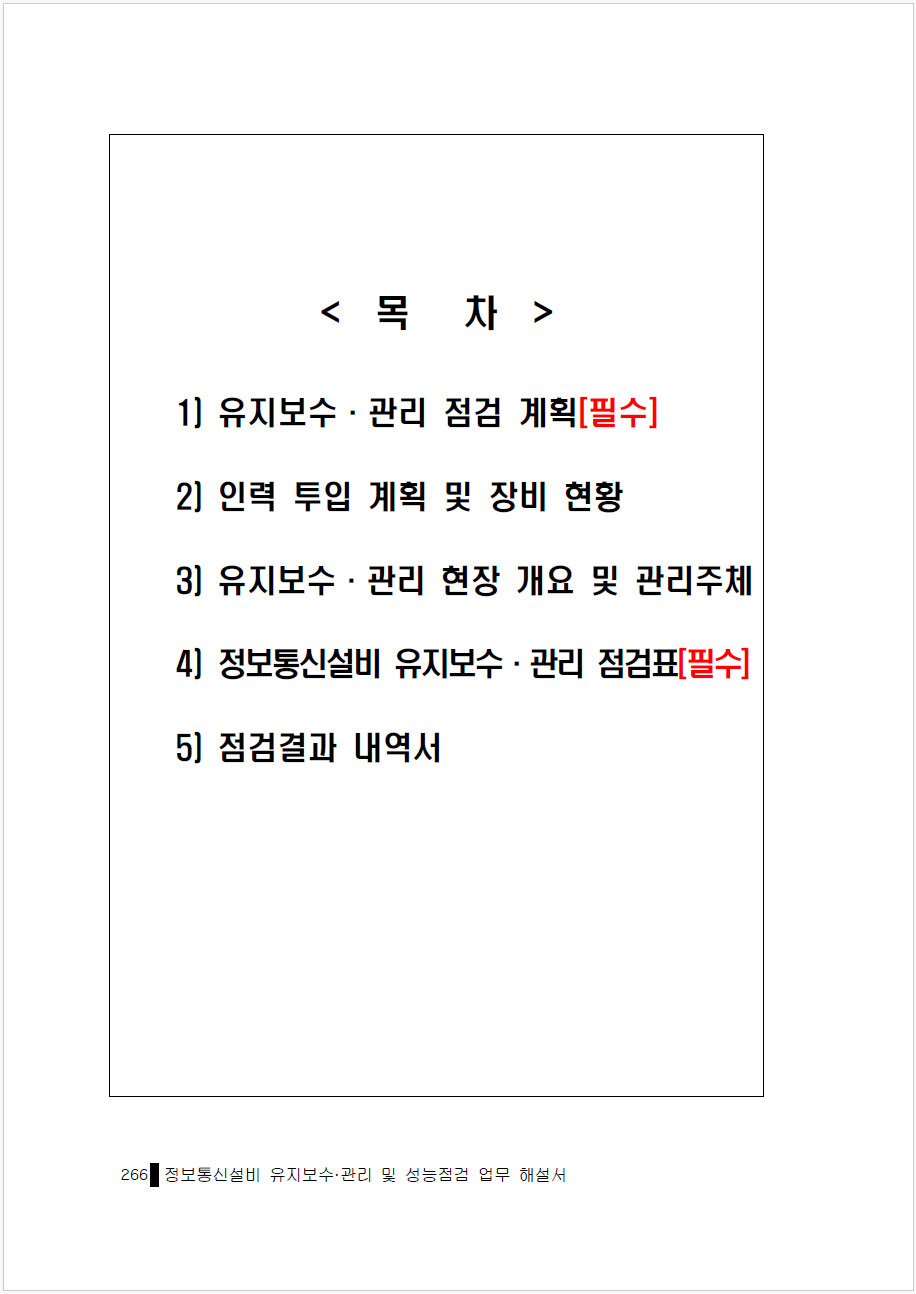 < 목 차 >
1) 유지보수·관리 점검 계획[필수]
2) 인력 투입 계획 및 장비 현황
3) 유지보수·관리 현장 개요 및 관리주체
4) 정보통신설비 유지보수·관리 점검표[필수]
5) 점검결과 내역서
266 정보통신설비 유지보수·관리 및 성능점검 업무 해설서